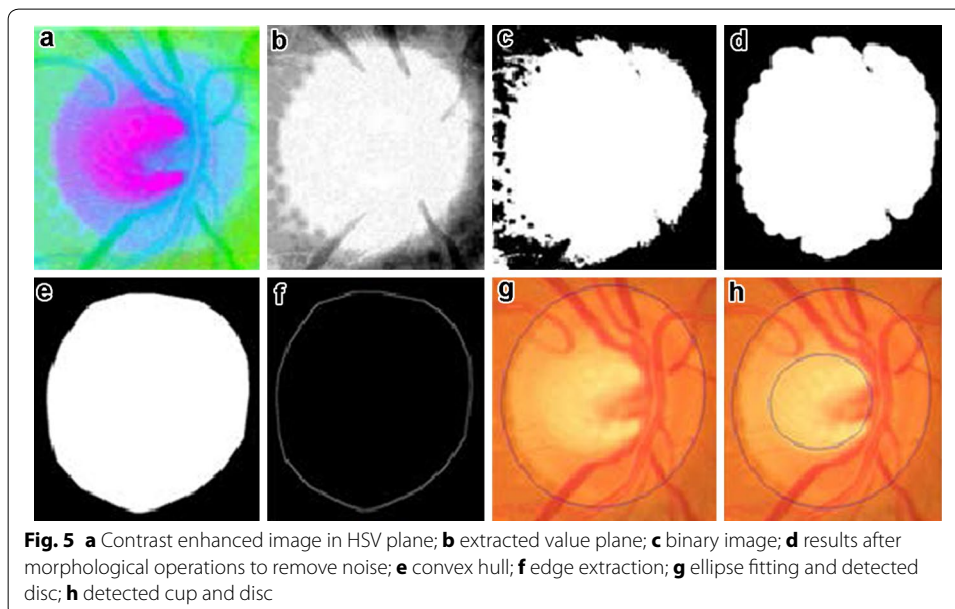 a
b
c
d
e
f
g
h
Fig. 5 a Contrast enhanced image in HSV plane; b extracted value plane; c binary image; d results after
morphological operations to remove noise; e convex hull; f edge extraction; g ellipse fitting and detected
disc; h detected cup and disc